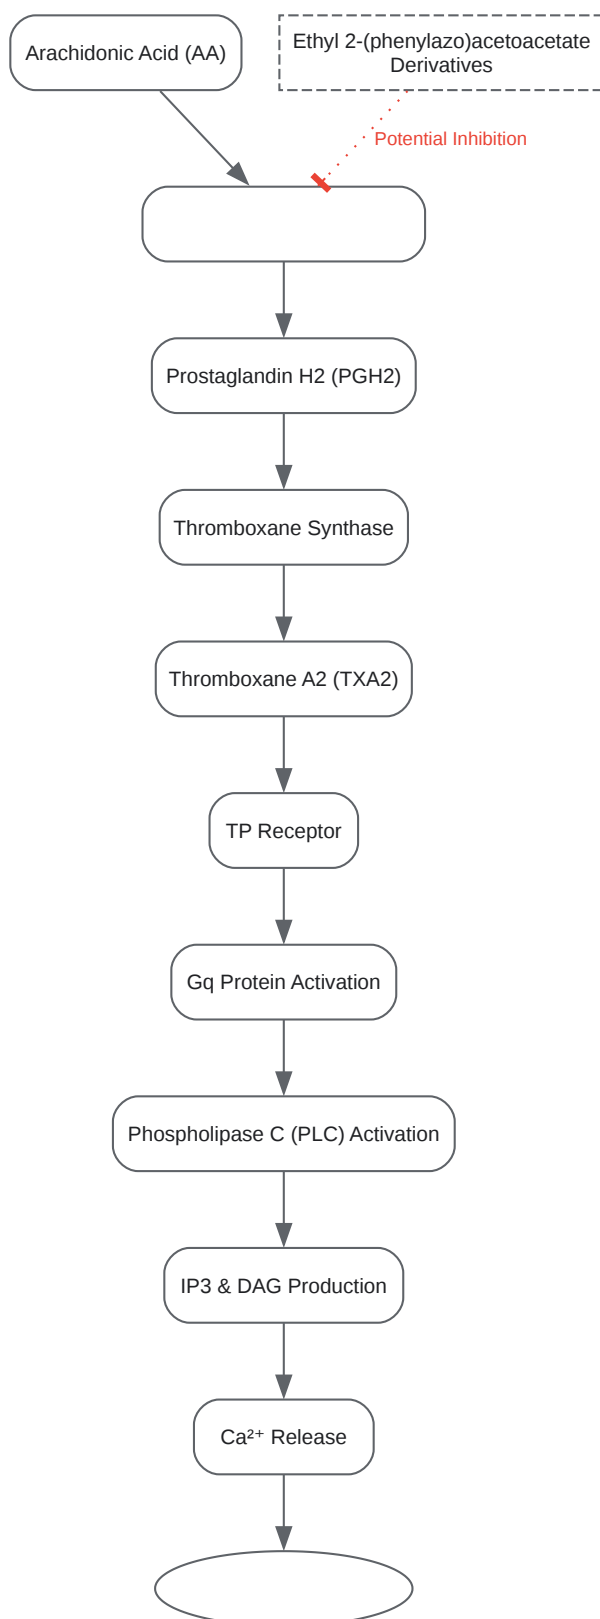 Arachidonic Acid (AA)
Ethyl 2-(phenylazo)acetoacetate
Derivatives
Potential Inhibition
Prostaglandin H2 (PGH2)
Thromboxane Synthase
Thromboxane A2 (TXA2)
TP Receptor
Gq Protein Activation
Phospholipase C (PLC) Activation
IP3 & DAG Production
Ca²⁺ Release